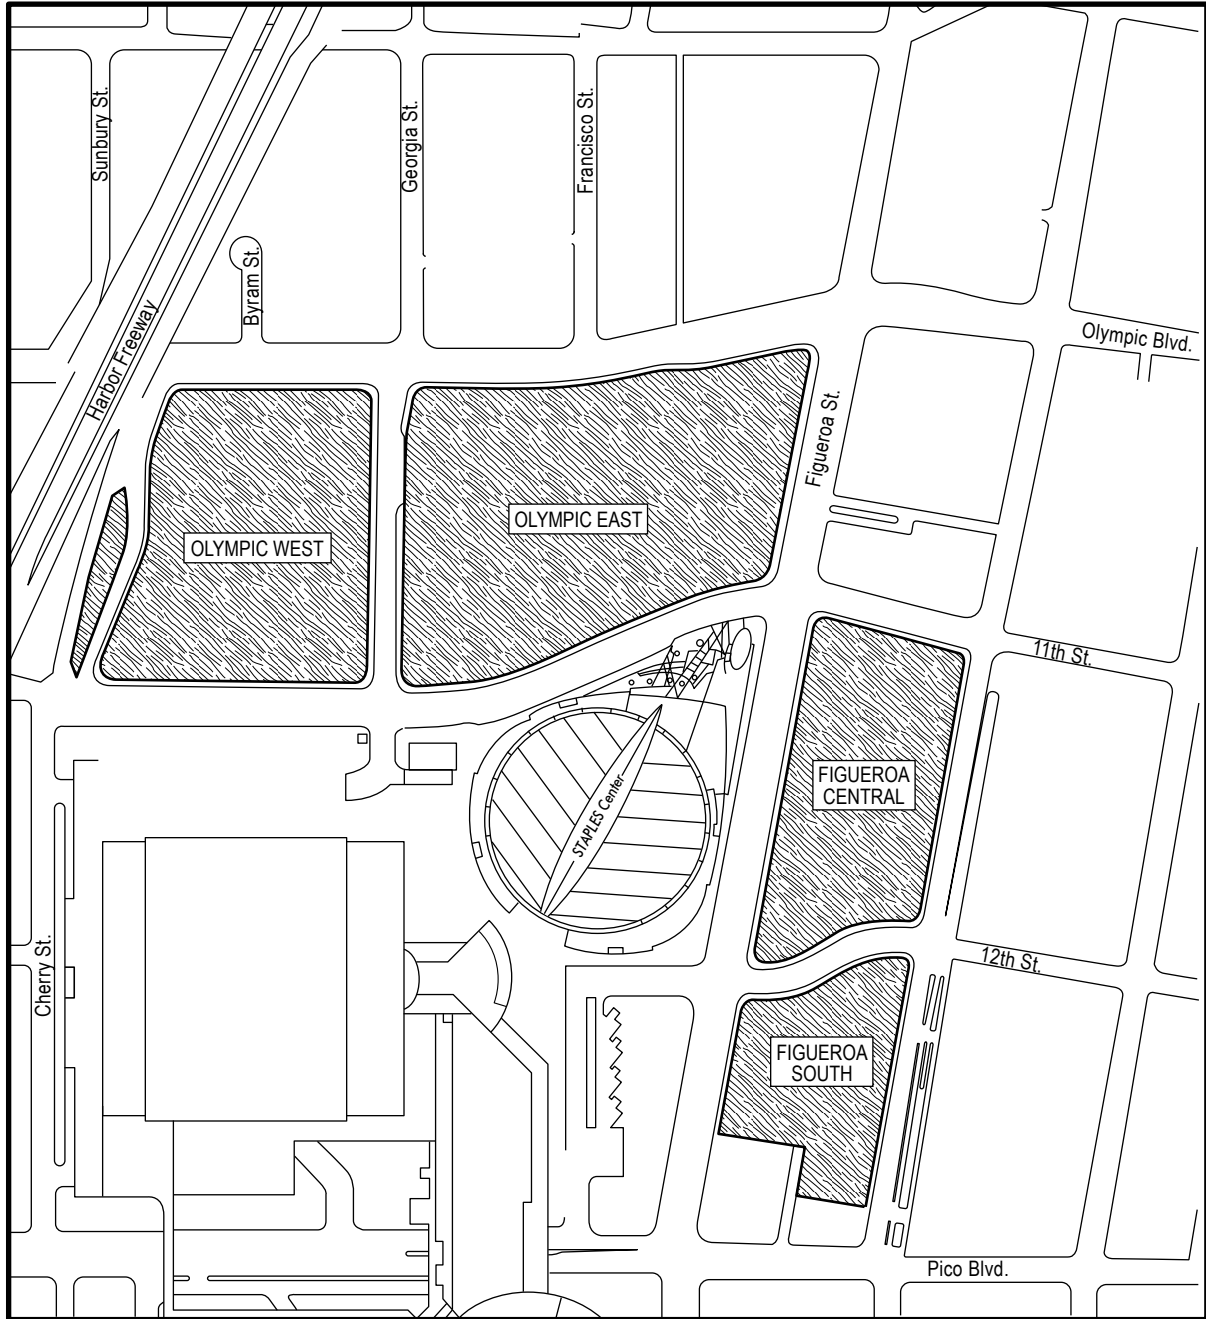 Sunbury St.
Georgia St.
Francisco St.
Byram St.
Harbor Freeway
Olympic Blvd.
Figueroa St.
OLYMPIC EAST
OLYMPIC WEST
11th St.
FIGUEROA
CENTRAL
STAPLES Center
Cherry St.
12th St.
FIGUEROA
SOUTH
Pico Blvd.